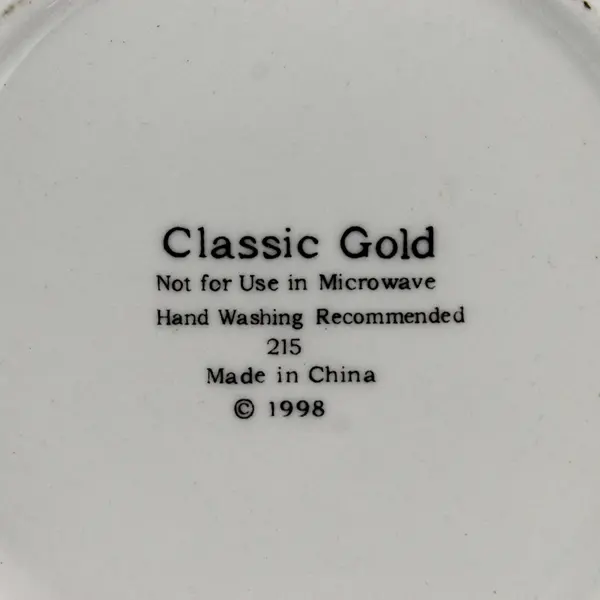 Classic Gold
Not for Use in Microwave
Hand Washing Recommended
215
Made in China
© 1998